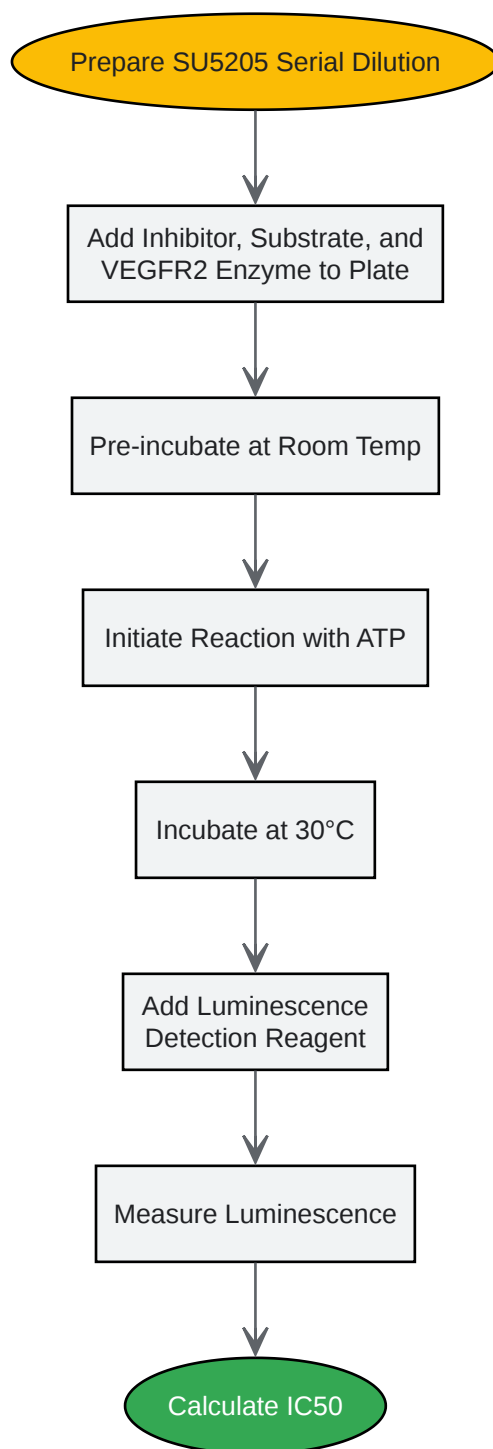 Prepare SU5205 Serial Dilution
Add Inhibitor, Substrate, and
VEGFR2 Enzyme to Plate
Pre-incubate at Room Temp
Initiate Reaction with ATP
Incubate at 30°C
Add Luminescence
Detection Reagent
Measure Luminescence
Calculate IC50